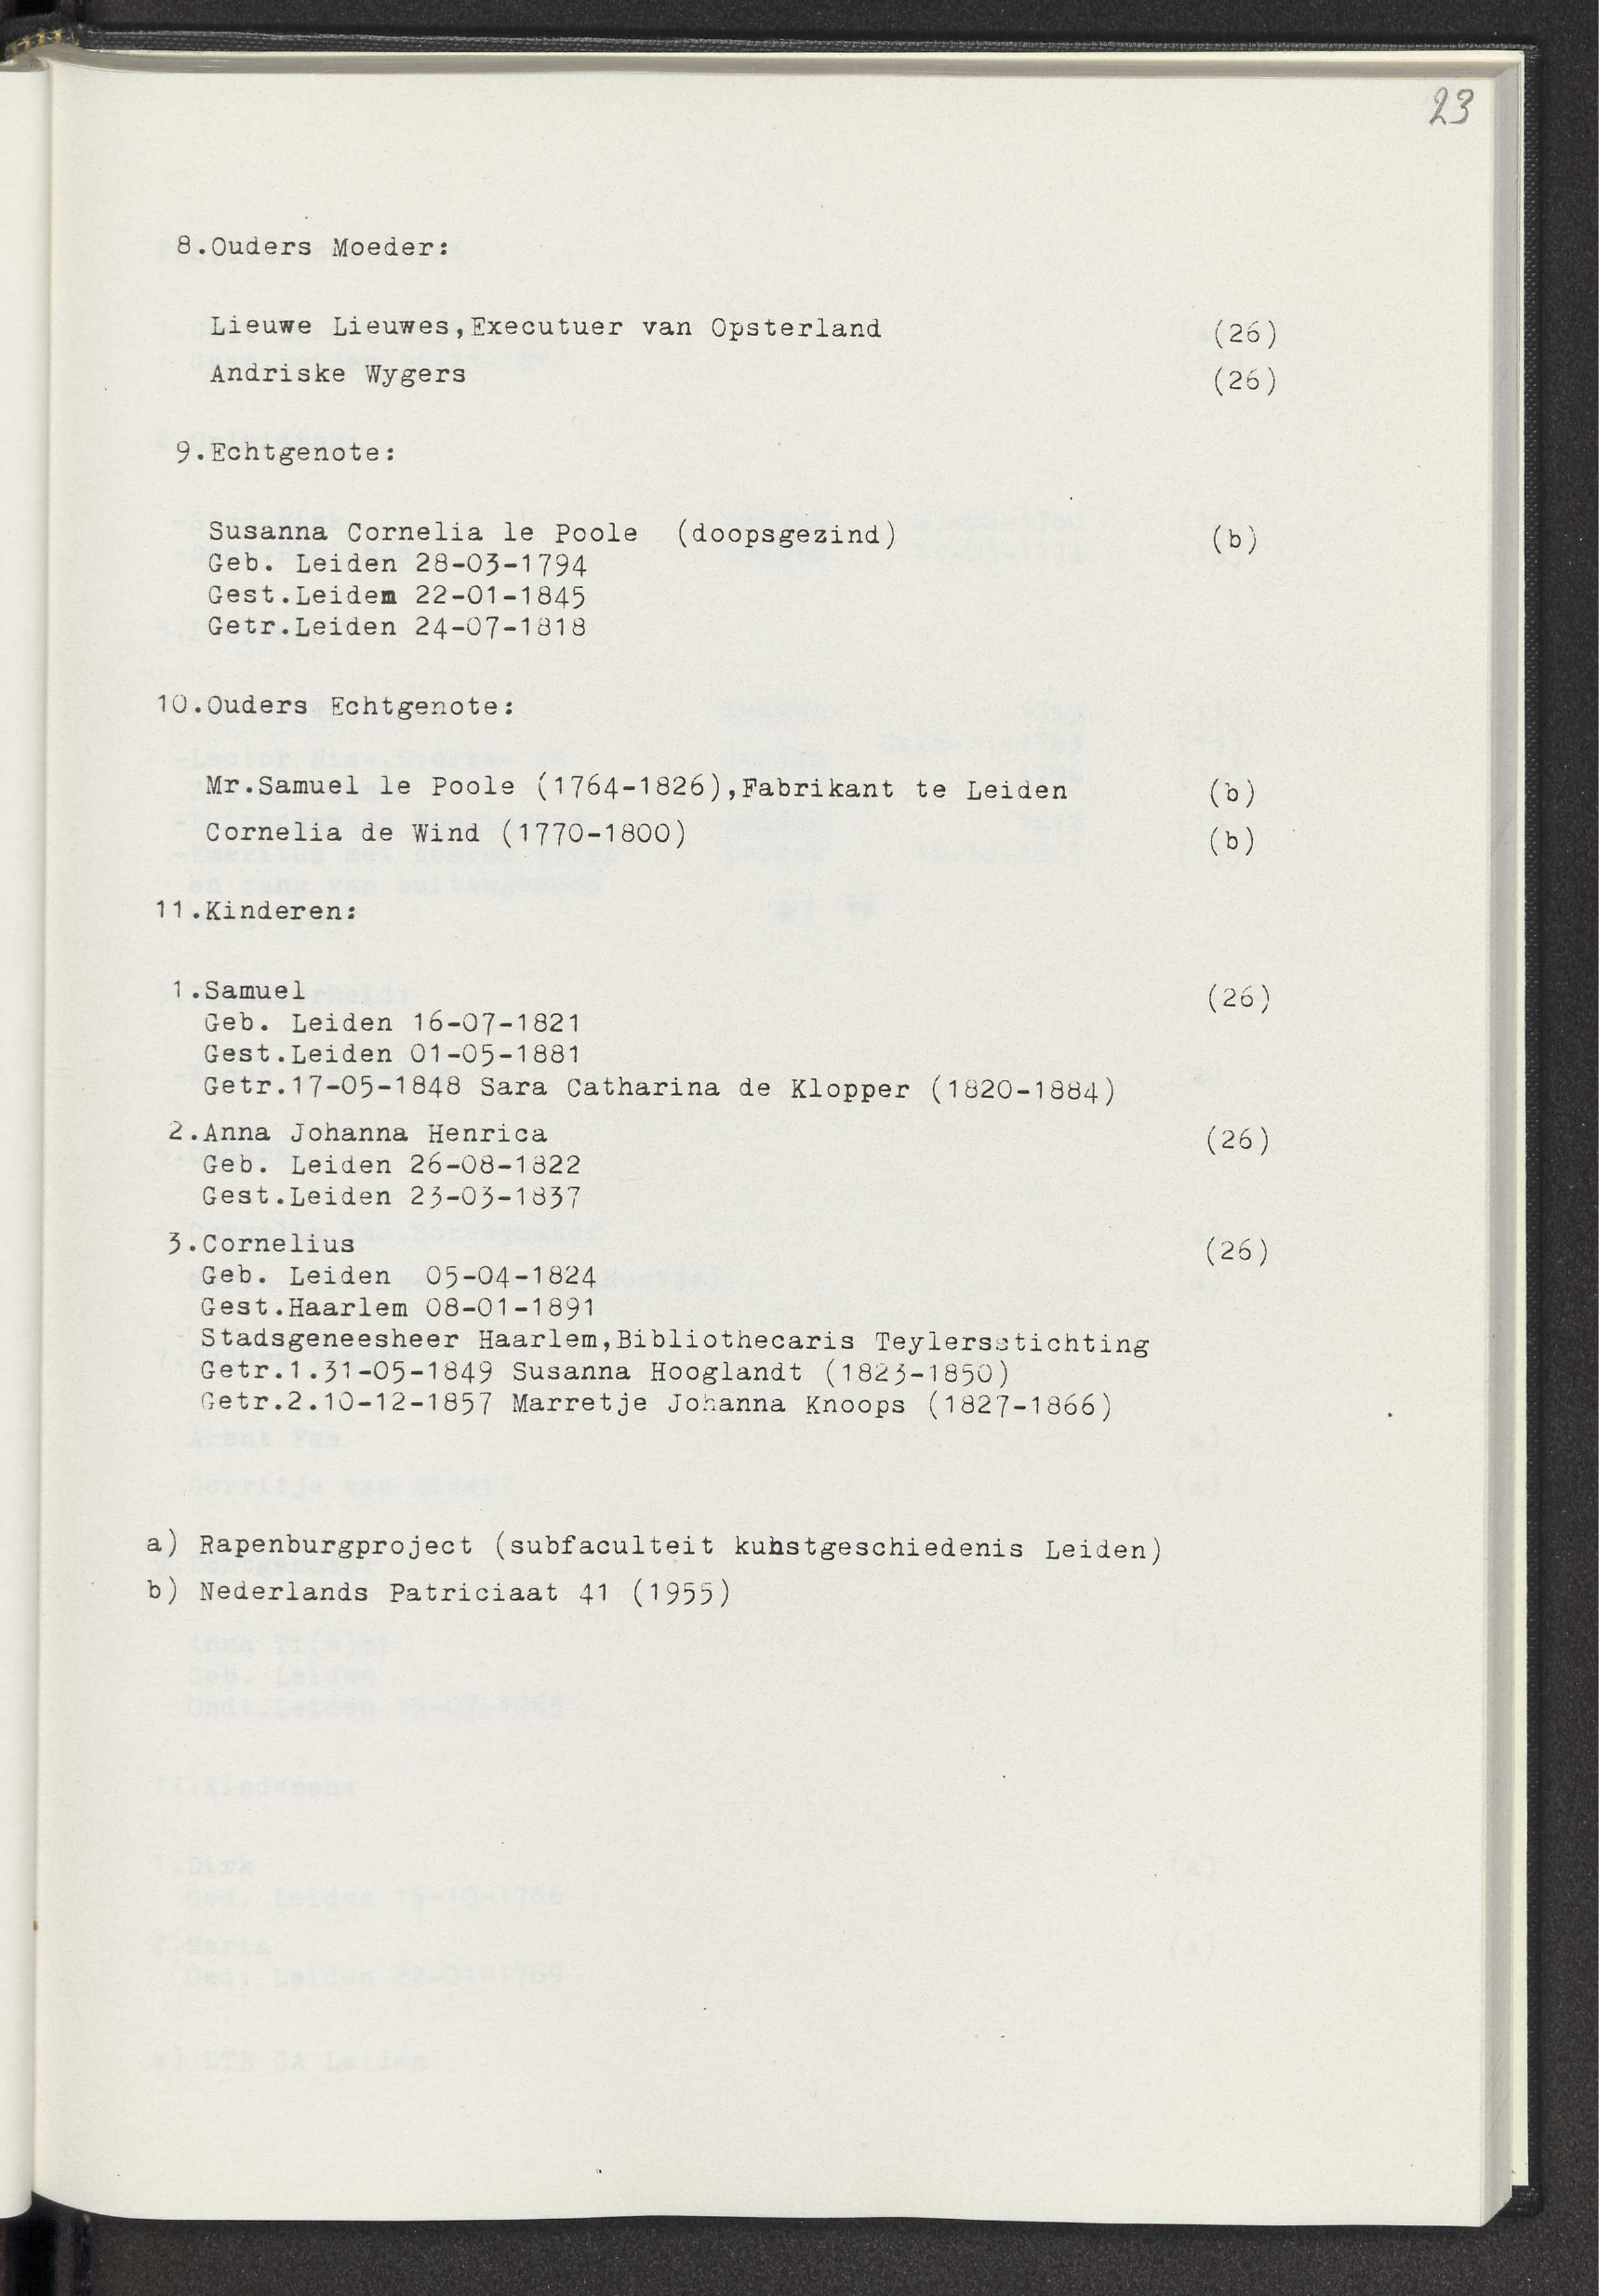 23
8.Ouders Moeder:
Lieuwe Lieuwes,Executuer van Opsterland (26)
Andriske Wygers (26)
9.Echtgenote:
Susanna Cornelia le Poole (doopsgezind) (b)
Geb. Leiden 28-03-1794
Gest.Leiden 22-01-1845
Getr.Leiden 24-07-1818
10.Ouders Echtgenote:
Mr.Samuel le Poole (1764-1826),Fabrikant te Leiden (b)
Cornelia de Wind (1770-1800) (b)
11.Kinderen:
1.Samuel (26)
Geb. Leiden 16-07-1821
Gest.Leiden 01-05-1881
Getr.17-05-1848 Sara Catharina de Klopper (1820-1884)
2.Anna Johanna Henrica (26)
Geb. Leiden 26-08-1822
Gest.Leiden 23-03-1837
3.Cornelius (26)
Geb. Leiden 05-04-1824
Gest.Haarlem 08-01-1891
Stadsgeneesheer Haarlem,Bibliothecaris Teylersstichting
Getr.1.31-05-1849 Susanna Hooglandt (1823-1850)
Getr.2.10-12-1857 Marretje Johanna Knoops (1827-1866)
a) Rapenburgproject (subfaculteit kunstgeschiedenis Leiden)
b) Nederlands Patriciaat 41 (1955)